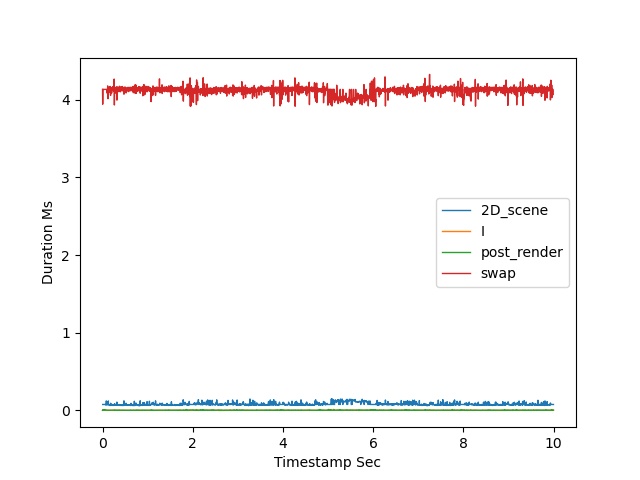 4
3
2
1
0
Duration Ms
2D_scene
I
post_render
swap
0
2
4
6
8
10
Timestamp Sec